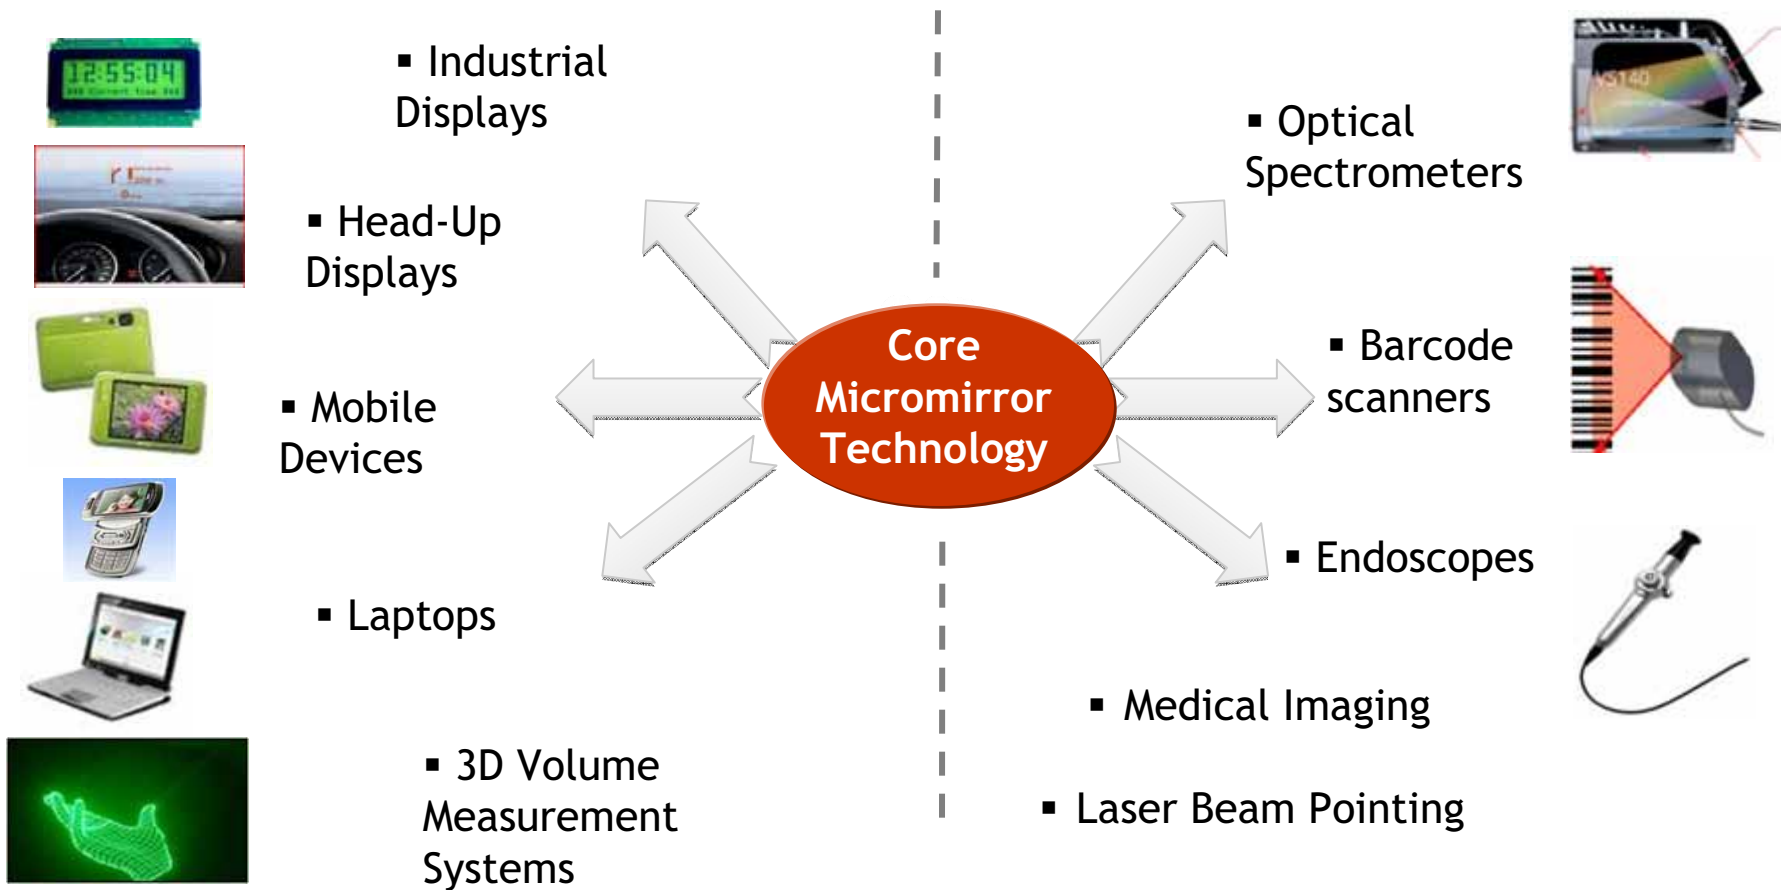 12:55:04
▪ Industrial
Displays
▪ Head-Up
Displays
▪ Mobile
Devices
▪ Laptops
▪ 3D Volume
Measurement
Systems
Core
Micromirror
Technology
▪ Optical
Spectrometers
VS140
▪ Barcode
scanners
▪ Endoscopes
▪ Medical Imaging
▪ Laser Beam Pointing